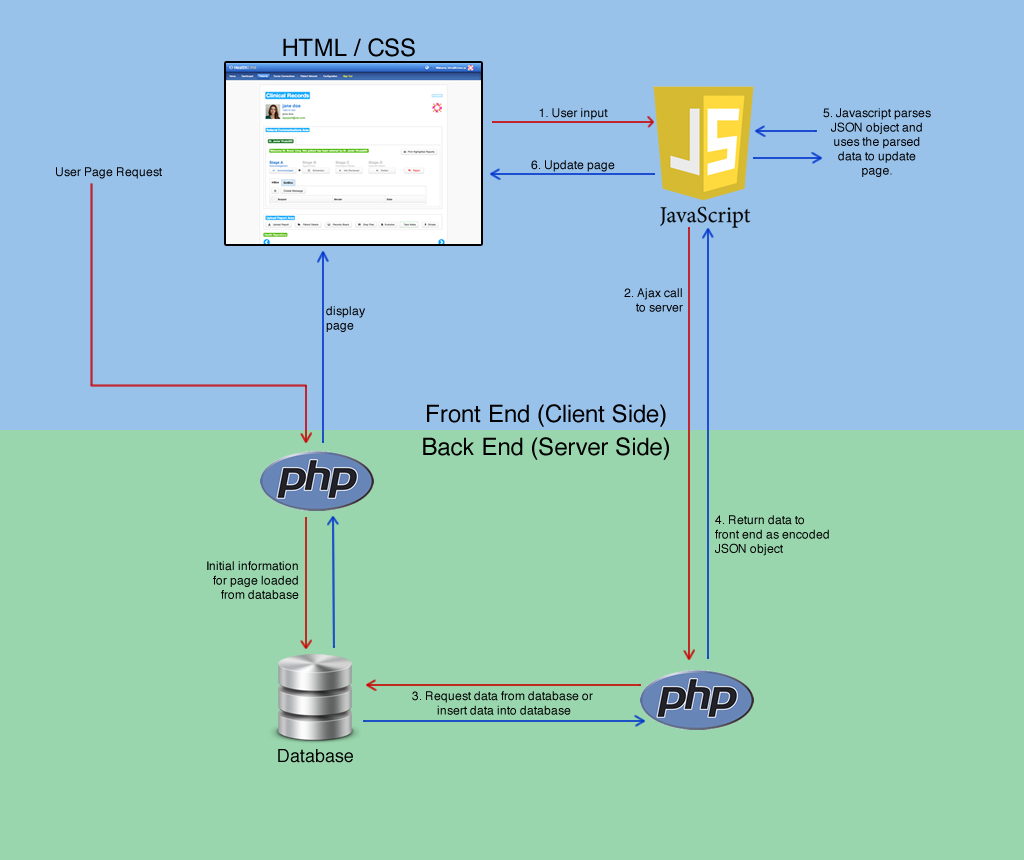 HTML / CSS
Clinical Records
jane doe
Stage A
Stage B
Stage C
Stage D
1. User input
6. Update page
JS
JavaScript
5. Javascript parses
JSON object and
uses the parsed
data to update
page.
User Page Request
2. Ajax call
to server
display
page
Front End (Client Side)
Back End (Server Side)
php
4. Return data to
front end as encoded
JSON object
Initial information
for page loaded
from database
3. Request data from database or
insert data into database
php
Database